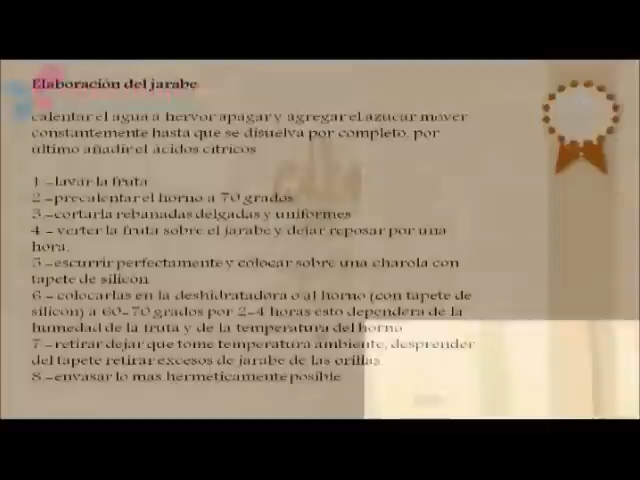 Elaboración del jarabe
calentar el agua a hervor apagar y agregar el azucar mover
constantemente hasta que se disuelva por completo, por
ultimo añadir el ácidos cítricos
1 –lavar la fruta
2 –precalentar el horno a 70 grados
3 –cortarla rebanadas delgadas y uniformes
4 – verter la fruta sobre el jarabe y dejar reposar por una
hora.
5 –escurrir perfectamente y colocar sobre una charola con
tapete de silicon
6 – colocarlas en la deshidratadora o al horno (con tapete de
silicón) a 60-70 grados por 2-4 horas esto dependera de la
humedad de la fruta y de la temperatura del horno
7 –retirar dejar que tome temperatura ambiente, desprender
del tapete retirar excesos de jarabe de las orillas
8 –envasar lo mas hermeticamente posible